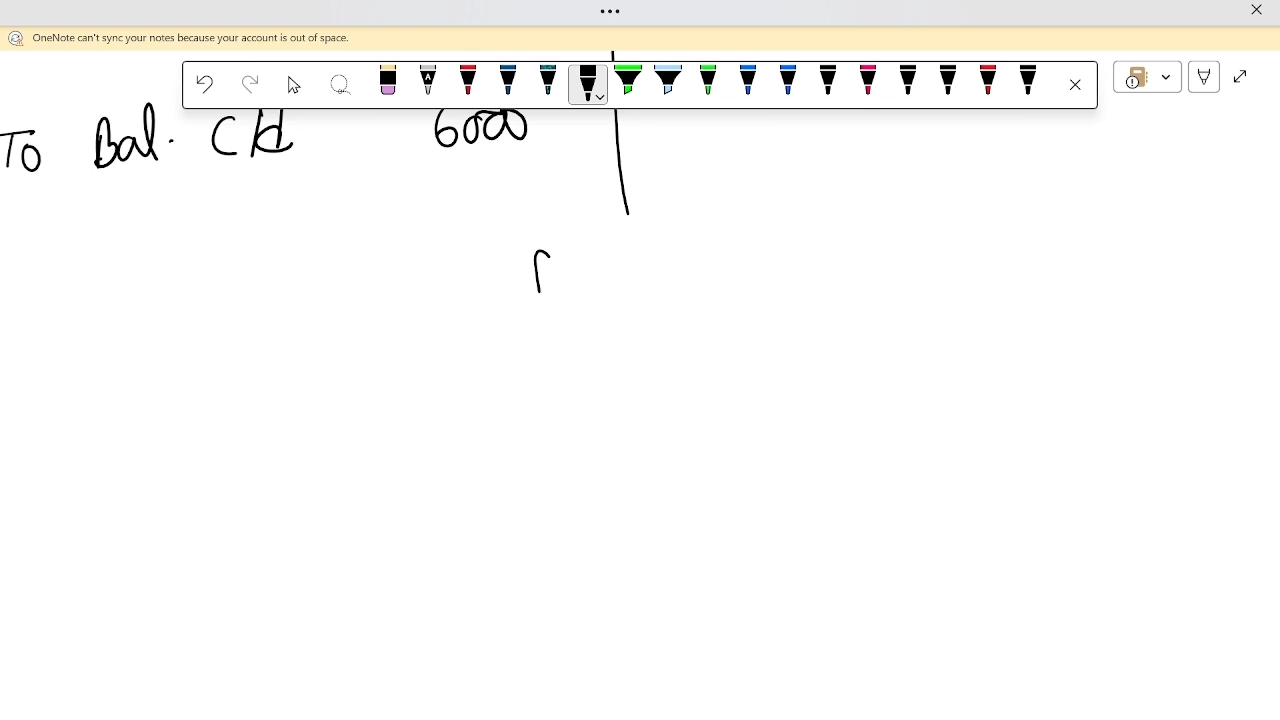 OneNote can't sync your notes because your account is out of space.
To Bal. C/d 6000